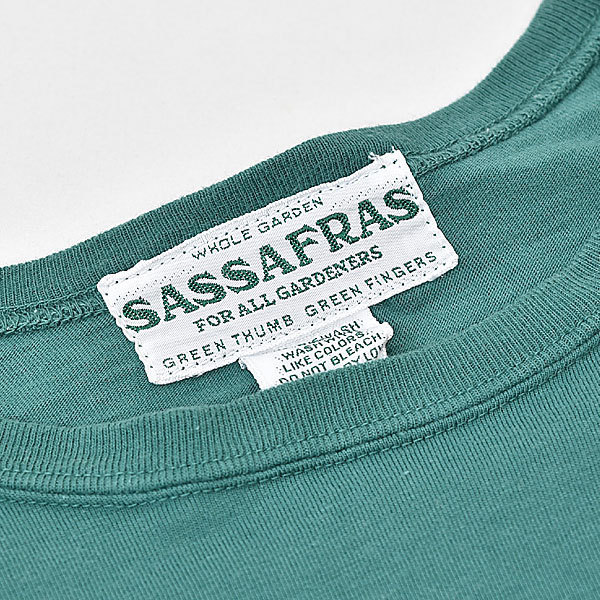 WHOLE GARDEN
SASSAFRAS
FOR ALL GARDENERS
GREEN THUMB GREEN FINGERS
WASH
LIKE COLORS
DO NOT BLEACH